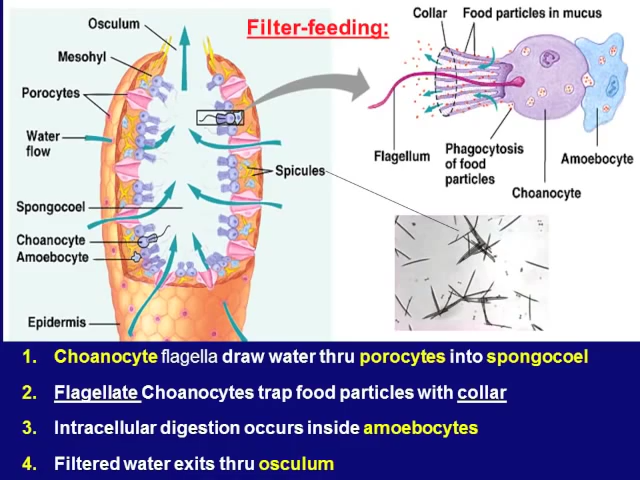 Filter-feeding:
Osculum
Mesohyl
Porocytes
Water
flow
Spongocoel
Choanocyte
Amoebocyte
Epidermis
Spicules
Collar
Food particles in mucus
Flagellum
Phagocytosis
of food
particles
Choanocyte
Amoebocyte
1. Choanocyte flagella draw water thru porocytes into spongocoel
2. Flagellate Choanocytes trap food particles with collar
3. Intracellular digestion occurs inside amoebocytes
4. Filtered water exits thru osculum